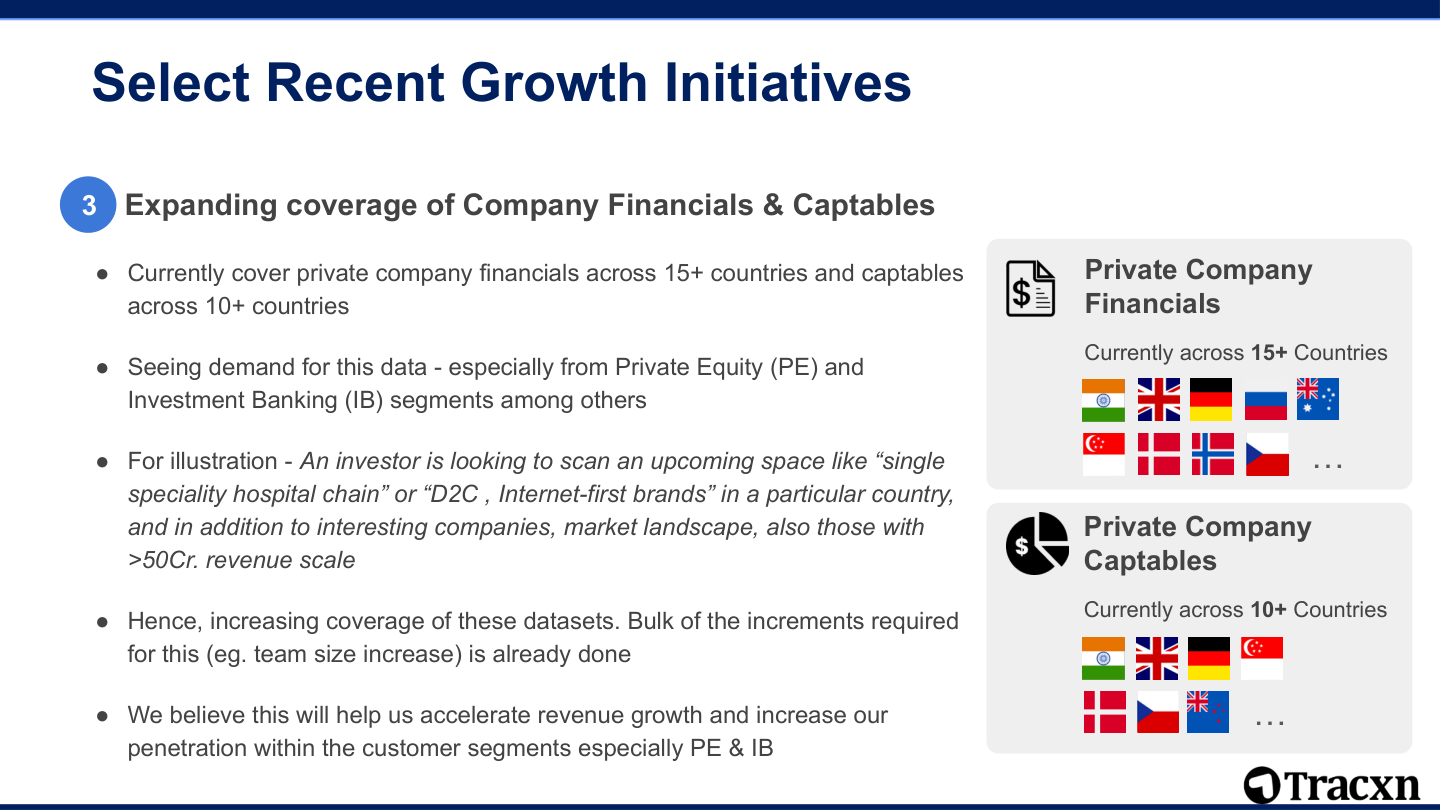 Select Recent Growth Initiatives
3 Expanding coverage of Company Financials & Captables
● Currently cover private company financials across 15+ countries and captables
across 10+ countries
● Seeing demand for this data - especially from Private Equity (PE) and
Investment Banking (IB) segments among others
● For illustration - An investor is looking to scan an upcoming space like “single
speciality hospital chain” or “D2C , Internet-first brands” in a particular country,
and in addition to interesting companies, market landscape, also those with
>50Cr. revenue scale
● Hence, increasing coverage of these datasets. Bulk of the increments required
for this (eg. team size increase) is already done
● We believe this will help us accelerate revenue growth and increase our
penetration within the customer segments especially PE & IB
$
Private Company
Financials
Currently across 15+ Countries
...
$
Private Company
Captables
Currently across 10+ Countries
...
Tracxn